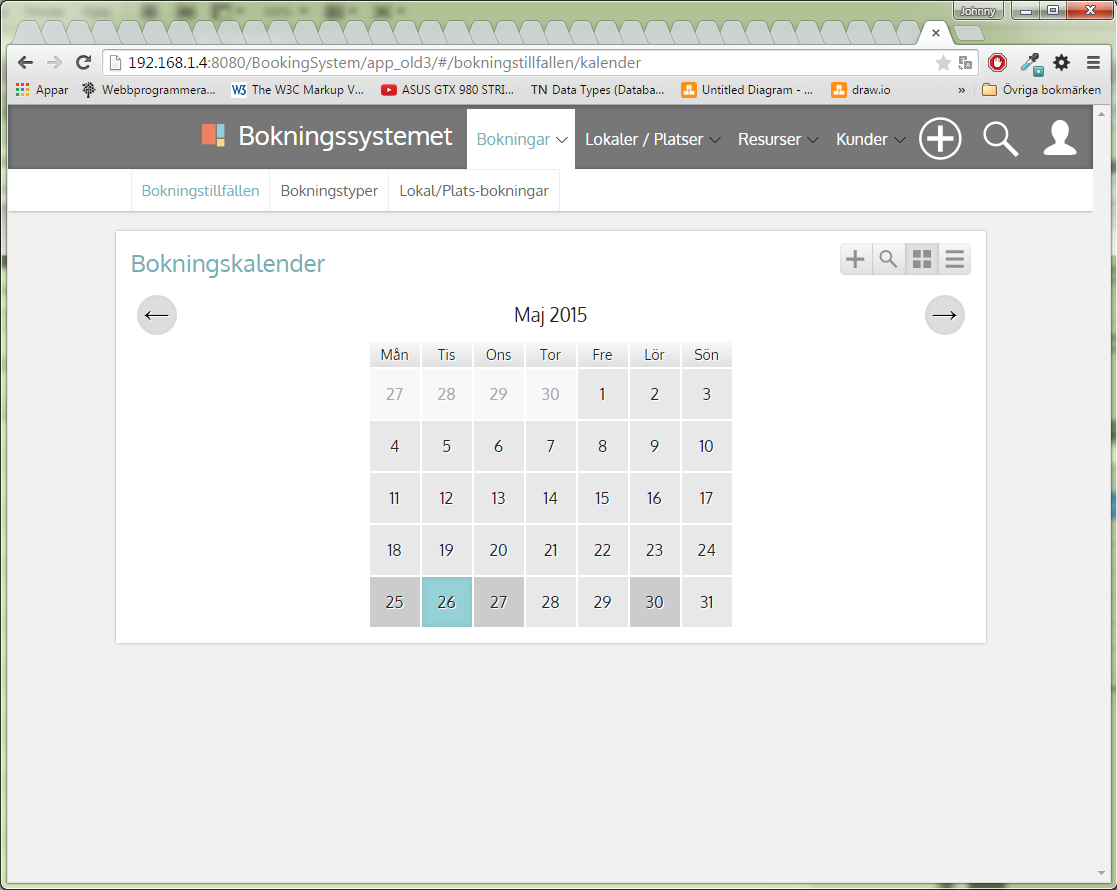 Johnny
192.168.1.4:8080/BookingSystem/app_old3/#/bokningstillfallen/kalender
Appar Webbprogrammera... W3 The W3C Markup V... ASUS GTX 980 STRI... TN Data Types (Databa... Untitled Diagram - ... draw.io » Övriga bokmärken
Bokningssystemet Bokningar Lokaler / Platser Resurser Kunder
Bokningstillfällen Bokningstyper Lokal/Plats-bokningar
Bokningskalender
← Maj 2015 →
Mån Tis Ons Tor Fre Lör Sön
27 28 29 30 1 2 3
4 5 6 7 8 9 10
11 12 13 14 15 16 17
18 19 20 21 22 23 24
25 26 27 28 29 30 31